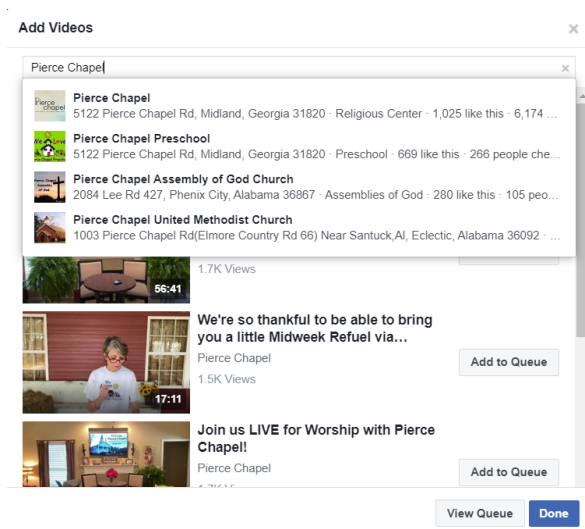 Add Videos
Pierce Chapel
Pierce Chapel
5122 Pierce Chapel Rd, Midland, Georgia 31820 · Religious Center · 1,025 like this · 6,174 ...
Pierce Chapel Preschool
5122 Pierce Chapel Rd, Midland, Georgia 31820 · Preschool · 669 like this · 266 people che...
Pierce Chapel Assembly of God Church
2084 Lee Rd 427, Phenix City, Alabama 36867 · Assemblies of God · 280 like this · 105 peo...
Pierce Chapel United Methodist Church
1003 Pierce Chapel Rd(Elmore Country Rd 66) Near Santuck,Al, Eclectic, Alabama 36092 · ...
1.7K Views
56:41
We're so thankful to be able to bring
you a little Midweek Refuel via...
Pierce Chapel
Add to Queue
1.5K Views
17:11
Join us LIVE for Worship with Pierce
Chapel!
Pierce Chapel
Add to Queue
View Queue
Done